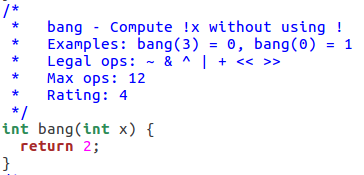 /*
 *   bang - Compute !x without using !
 *   Examples: bang(3) = 0, bang(0) = 1
 *   Legal ops: ~ & ^ | + << >>
 *   Max ops: 12
 *   Rating: 4
 */
int bang(int x) {
  return 2;
}